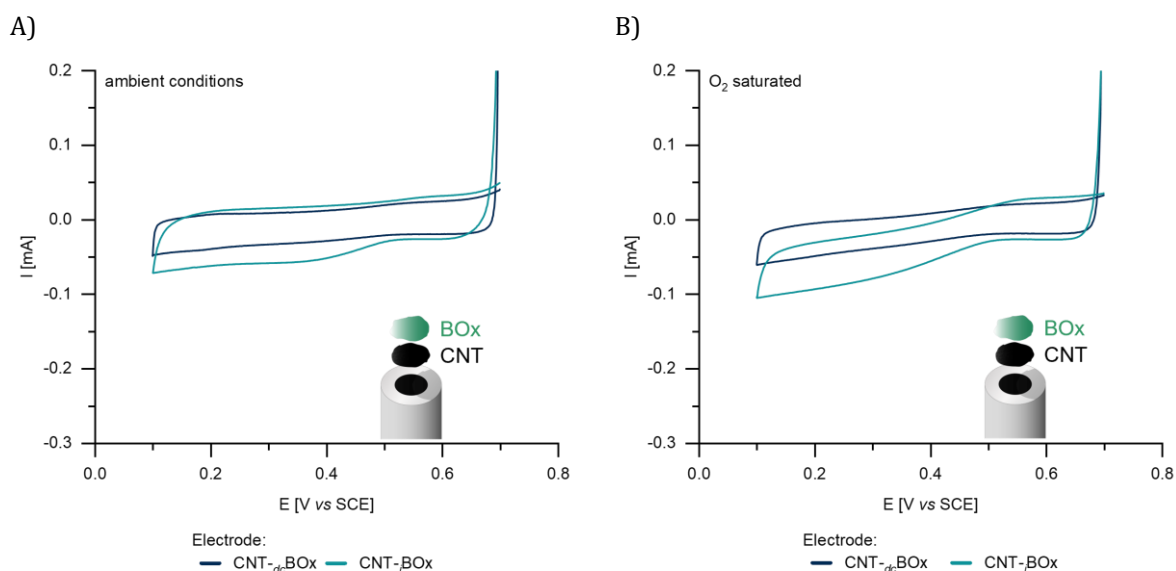 A)
0.2
0.1
0.0
-0.1
-0.2
-0.3
I [mA]
ambient conditions
BOx
CNT
0.0 0.2 0.4 0.6 0.8
E [V vs SCE]
Electrode:
CNT-dcBOx CNT-iBOx
B)
0.2
0.1
0.0
-0.1
-0.2
-0.3
I [mA]
O2 saturated
BOx
CNT
0.0 0.2 0.4 0.6 0.8
E [V vs SCE]
Electrode:
CNT-dcBOx CNT-iBOx